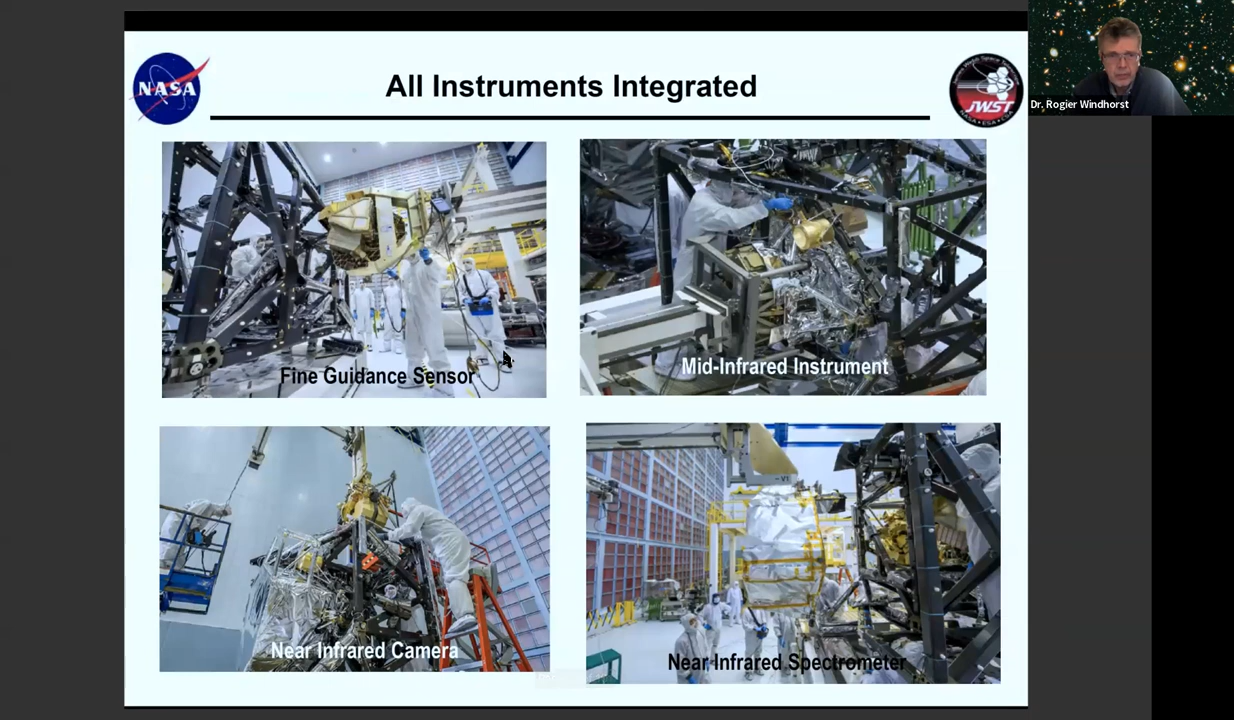 NASA
All Instruments Integrated
JWST
Dr. Rogier Windhorst
Fine Guidance Sensor
Mid-Infrared Instrument
Near Infrared Camera
Near Infrared Spectrometer